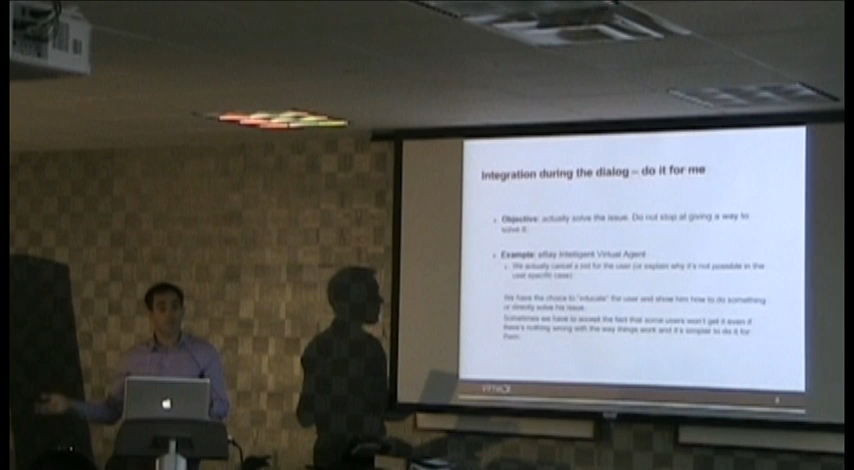 Integration during the dialog – do it for me
Objective: actually solve the issue. Do not stop at giving a way to
solve it.
Example: eBay Intelligent Virtual Agent
We actually cancel a bid for the user (or explain why it's not possible in the
user specific case)
We have the choice to "educate" the user and show him how to do something
or directly solve his issue.
Sometimes we have to accept the fact that some users won't get it even if
there's nothing wrong with the way things work and it's simpler to do it for
them.